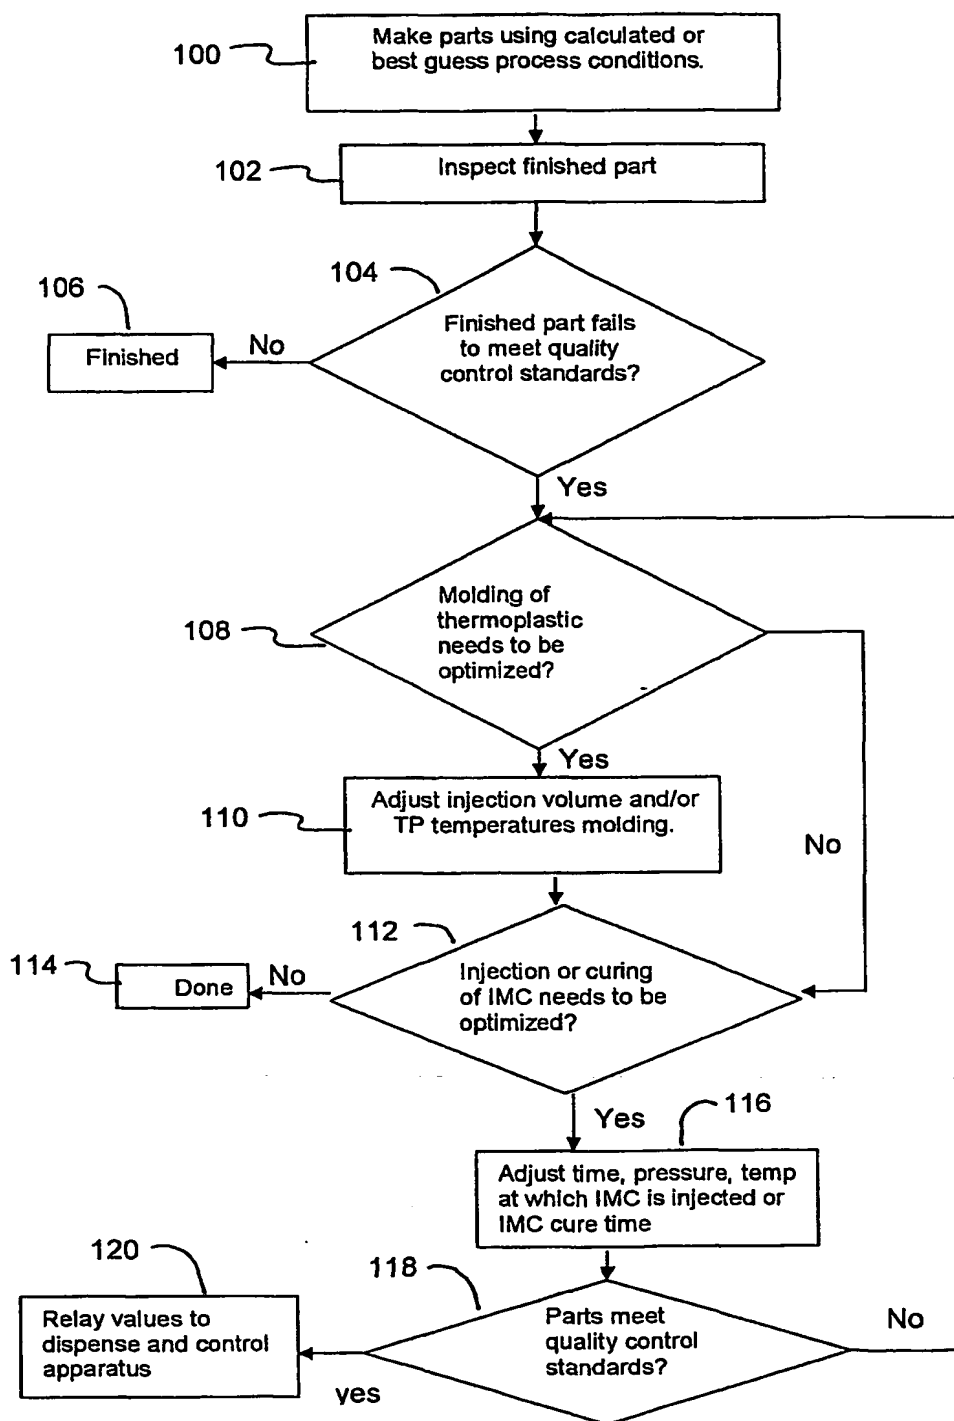 100
Make parts using calculated or
best guess process conditions.
102
Inspect finished part
104
106
Finished part fails
to meet quality
control standards?
Finished
No
Yes
108
Molding of
thermoplastic
needs to be
optimized?
Yes
110
Adjust injection volume and/or
TP temperatures molding.
No
112
114
Done
No
Injection or curing
of IMC needs to be
optimized?
Yes
116
Adjust time, pressure, temp
at which IMC is injected or
IMC cure time
120
118
Relay values to
dispense and control
apparatus
yes
Parts meet
quality control
standards?
No